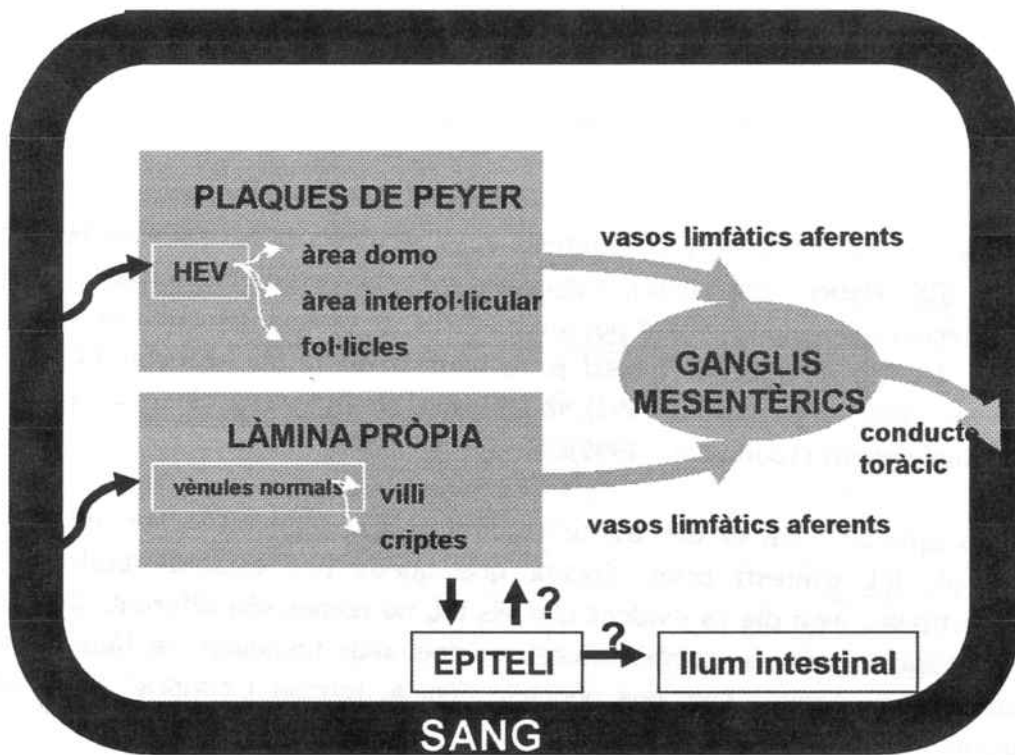 PLAQUES DE PEYER
HEV
àrea domo
àrea interfol·licular
fol·licles
vasos limfàtics aferents
GANGLIS
MESENTÈRICS
conducte
toràcic
LÀMINA PRÒPIA
vènules normals
villi
criptes
vasos limfàtics aferents
?
?
EPITELI
llum intestinal
SANG